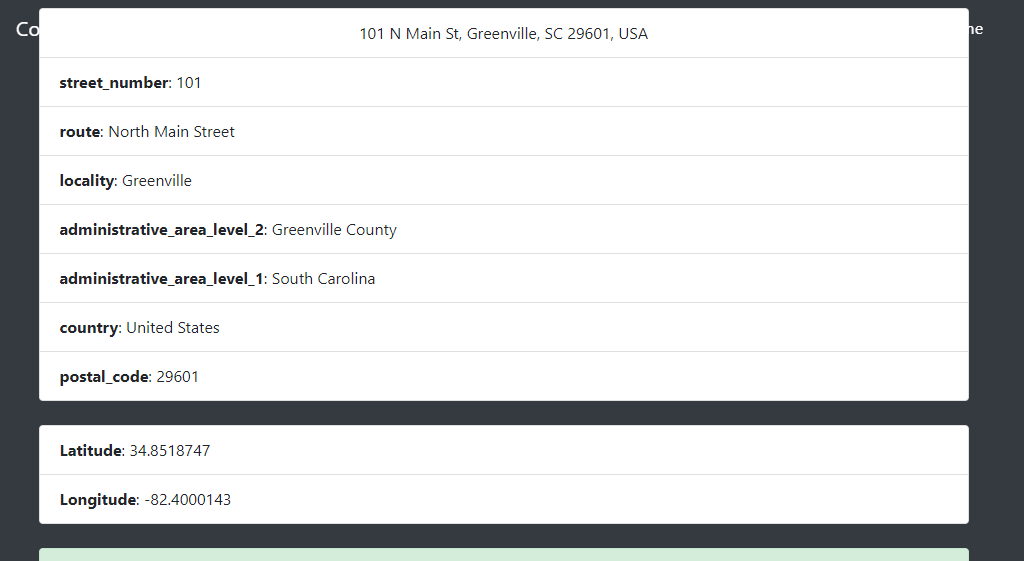 Co
ne
101 N Main St, Greenville, SC 29601, USA
street_number: 101
route: North Main Street
locality: Greenville
administrative_area_level_2: Greenville County
administrative_area_level_1: South Carolina
country: United States
postal_code: 29601
Latitude: 34.8518747
Longitude: -82.4000143